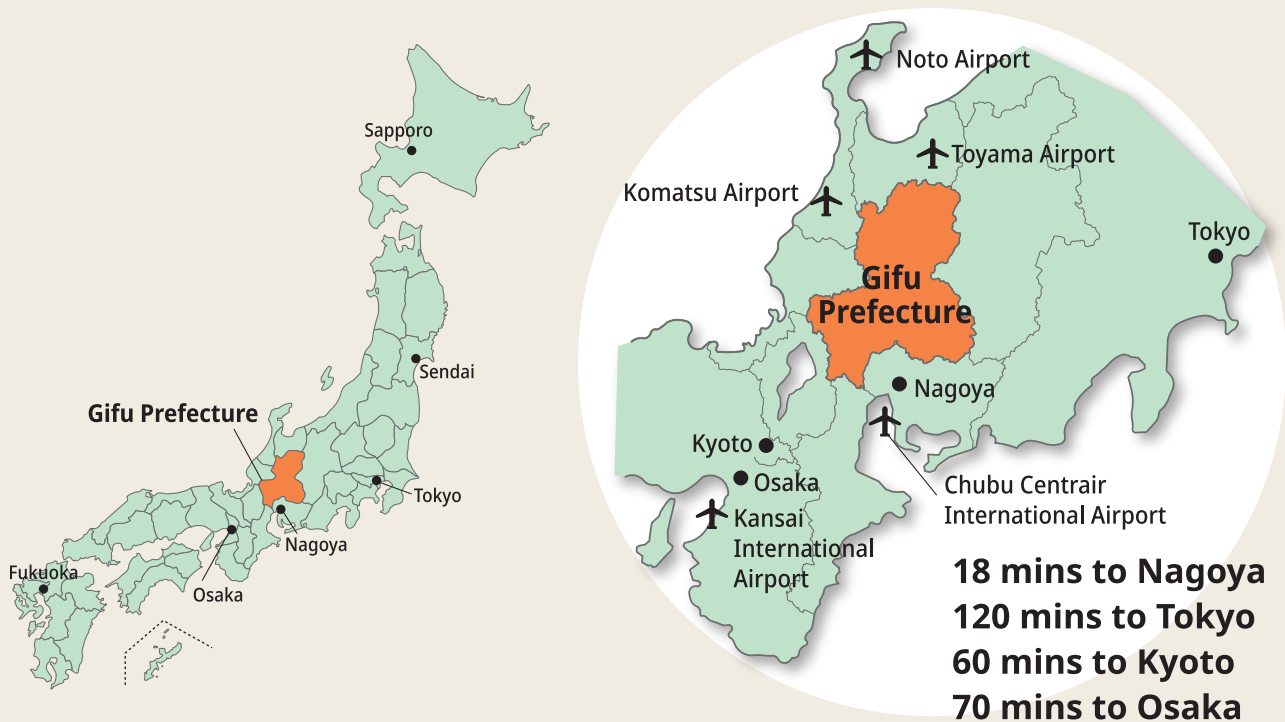 Sapporo
Sendai
Gifu Prefecture
Tokyo
Nagoya
Osaka
Fukuoka
Noto Airport
Toyama Airport
Komatsu Airport
Tokyo
Gifu
Prefecture
Nagoya
Kyoto
Osaka
Kansai
International
Airport
Chubu Centrair
International Airport
18 mins to Nagoya
120 mins to Tokyo
60 mins to Kyoto
70 mins to Osaka